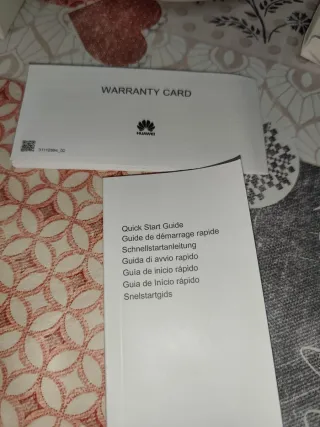 WARRANTY CARD
HUAWEI
Quick Start Guide
Guide de démarrage rapide
Schnellstartanleitung
Guida di avvio rapido
Guía de inicio rápido
Guia de Início rápido
Snelstartgids